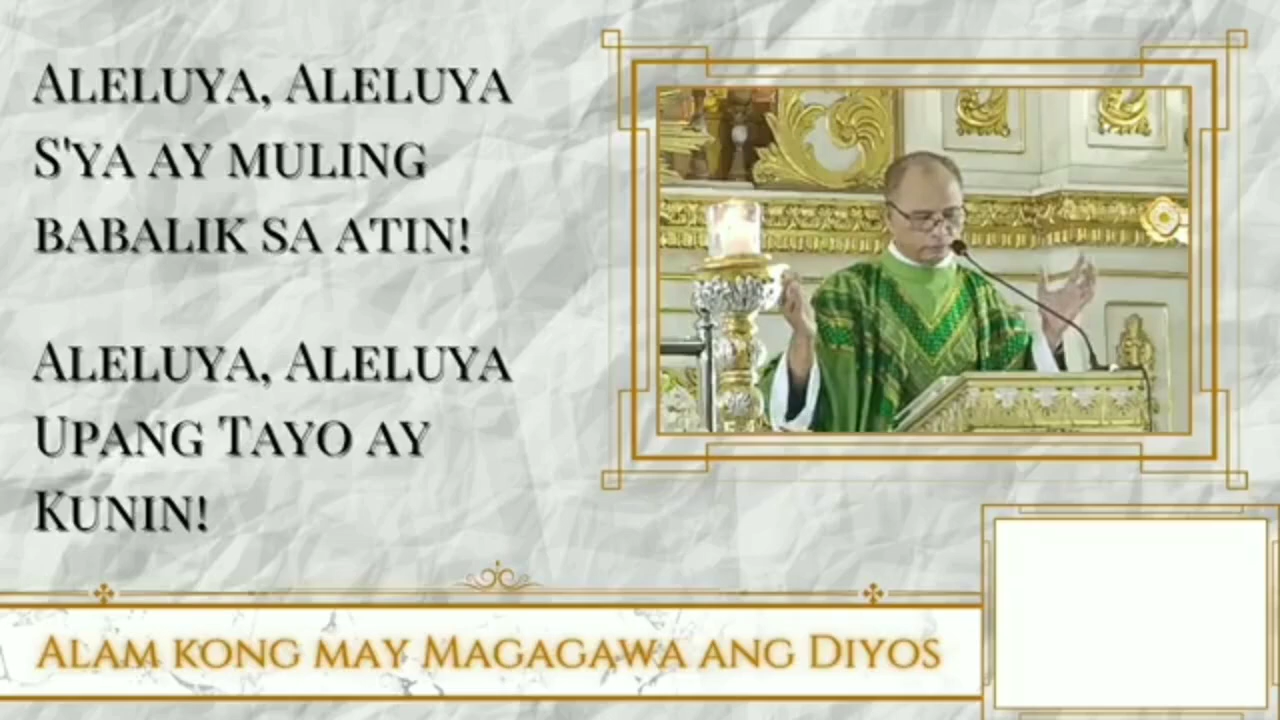 Aleluya, Aleluya
S'ya ay muling
babalik sa atin!
Aleluya, Aleluya
Upang Tayo ay
Kunin!
Alam kong may Magagawa ang Diyos